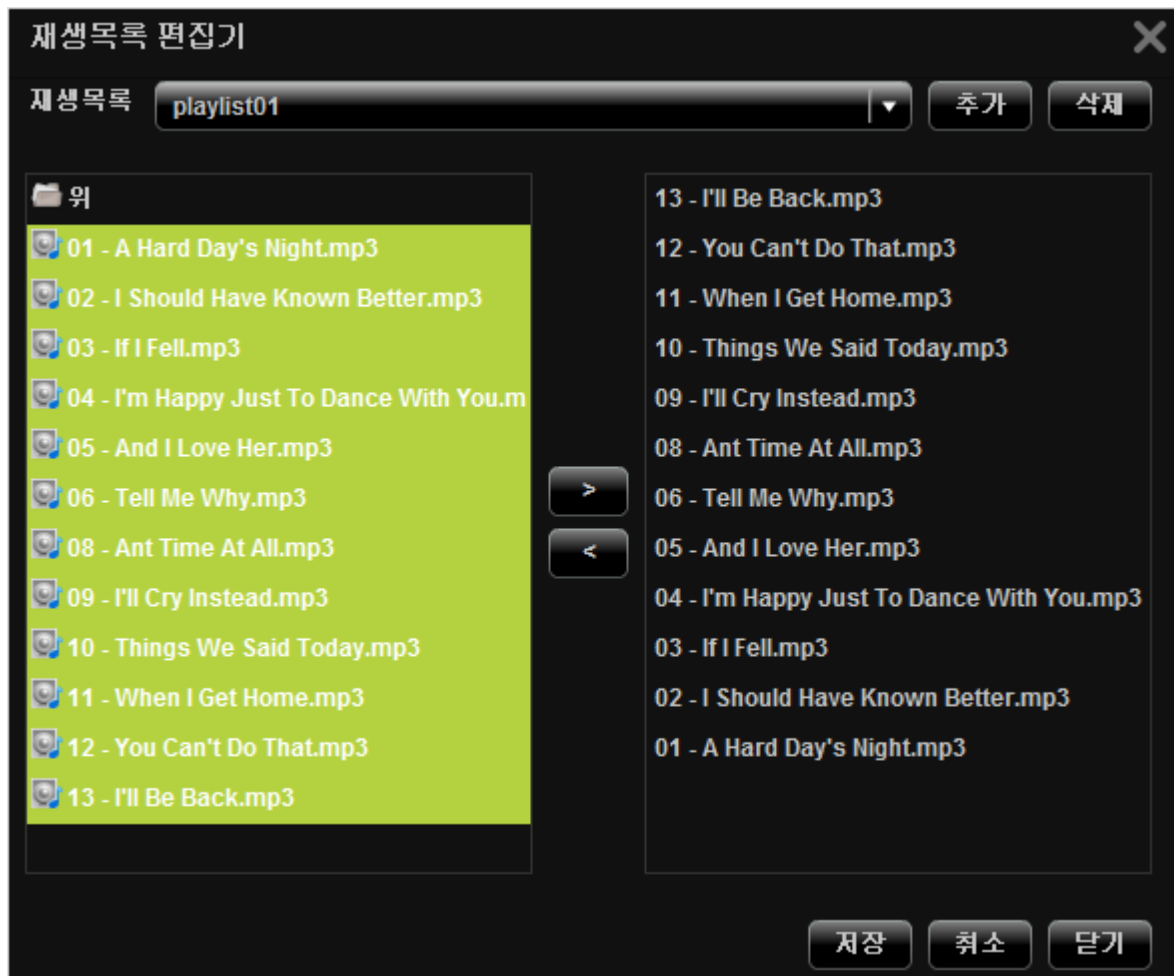 재생목록 편집기
재생목록 playlist01 추가 삭제
위
01 - A Hard Day's Night.mp3
02 - I Should Have Known Better.mp3
03 - If I Fell.mp3
04 - I'm Happy Just To Dance With You.m
05 - And I Love Her.mp3
06 - Tell Me Why.mp3
08 - Ant Time At All.mp3
09 - I'll Cry Instead.mp3
10 - Things We Said Today.mp3
11 - When I Get Home.mp3
12 - You Can't Do That.mp3
13 - I'll Be Back.mp3
>
<
13 - I'll Be Back.mp3
12 - You Can't Do That.mp3
11 - When I Get Home.mp3
10 - Things We Said Today.mp3
09 - I'll Cry Instead.mp3
08 - Ant Time At All.mp3
06 - Tell Me Why.mp3
05 - And I Love Her.mp3
04 - I'm Happy Just To Dance With You.mp3
03 - If I Fell.mp3
02 - I Should Have Known Better.mp3
01 - A Hard Day's Night.mp3
저장 취소 닫기